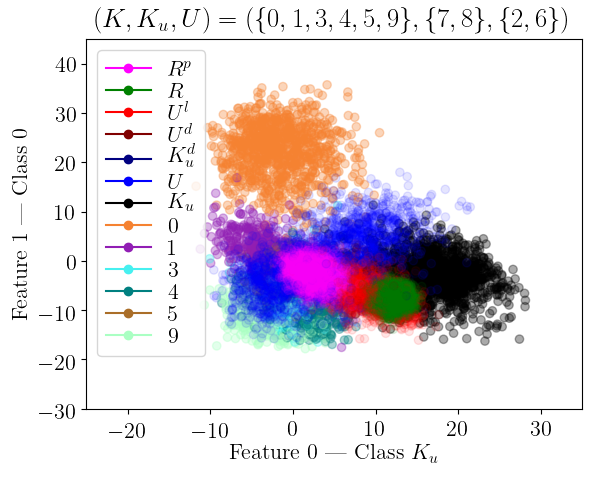 (K, K_u, U) = ({0, 1, 3, 4, 5, 9}, {7, 8}, {2, 6})
Feature 1 — Class 0
40
30
20
10
0
−10
−20
−30
R^p
R
U^l
U^d
K_u^d
U
K_u
0
1
3
4
5
9
−20
−10
0
10
20
30
Feature 0 — Class K_u